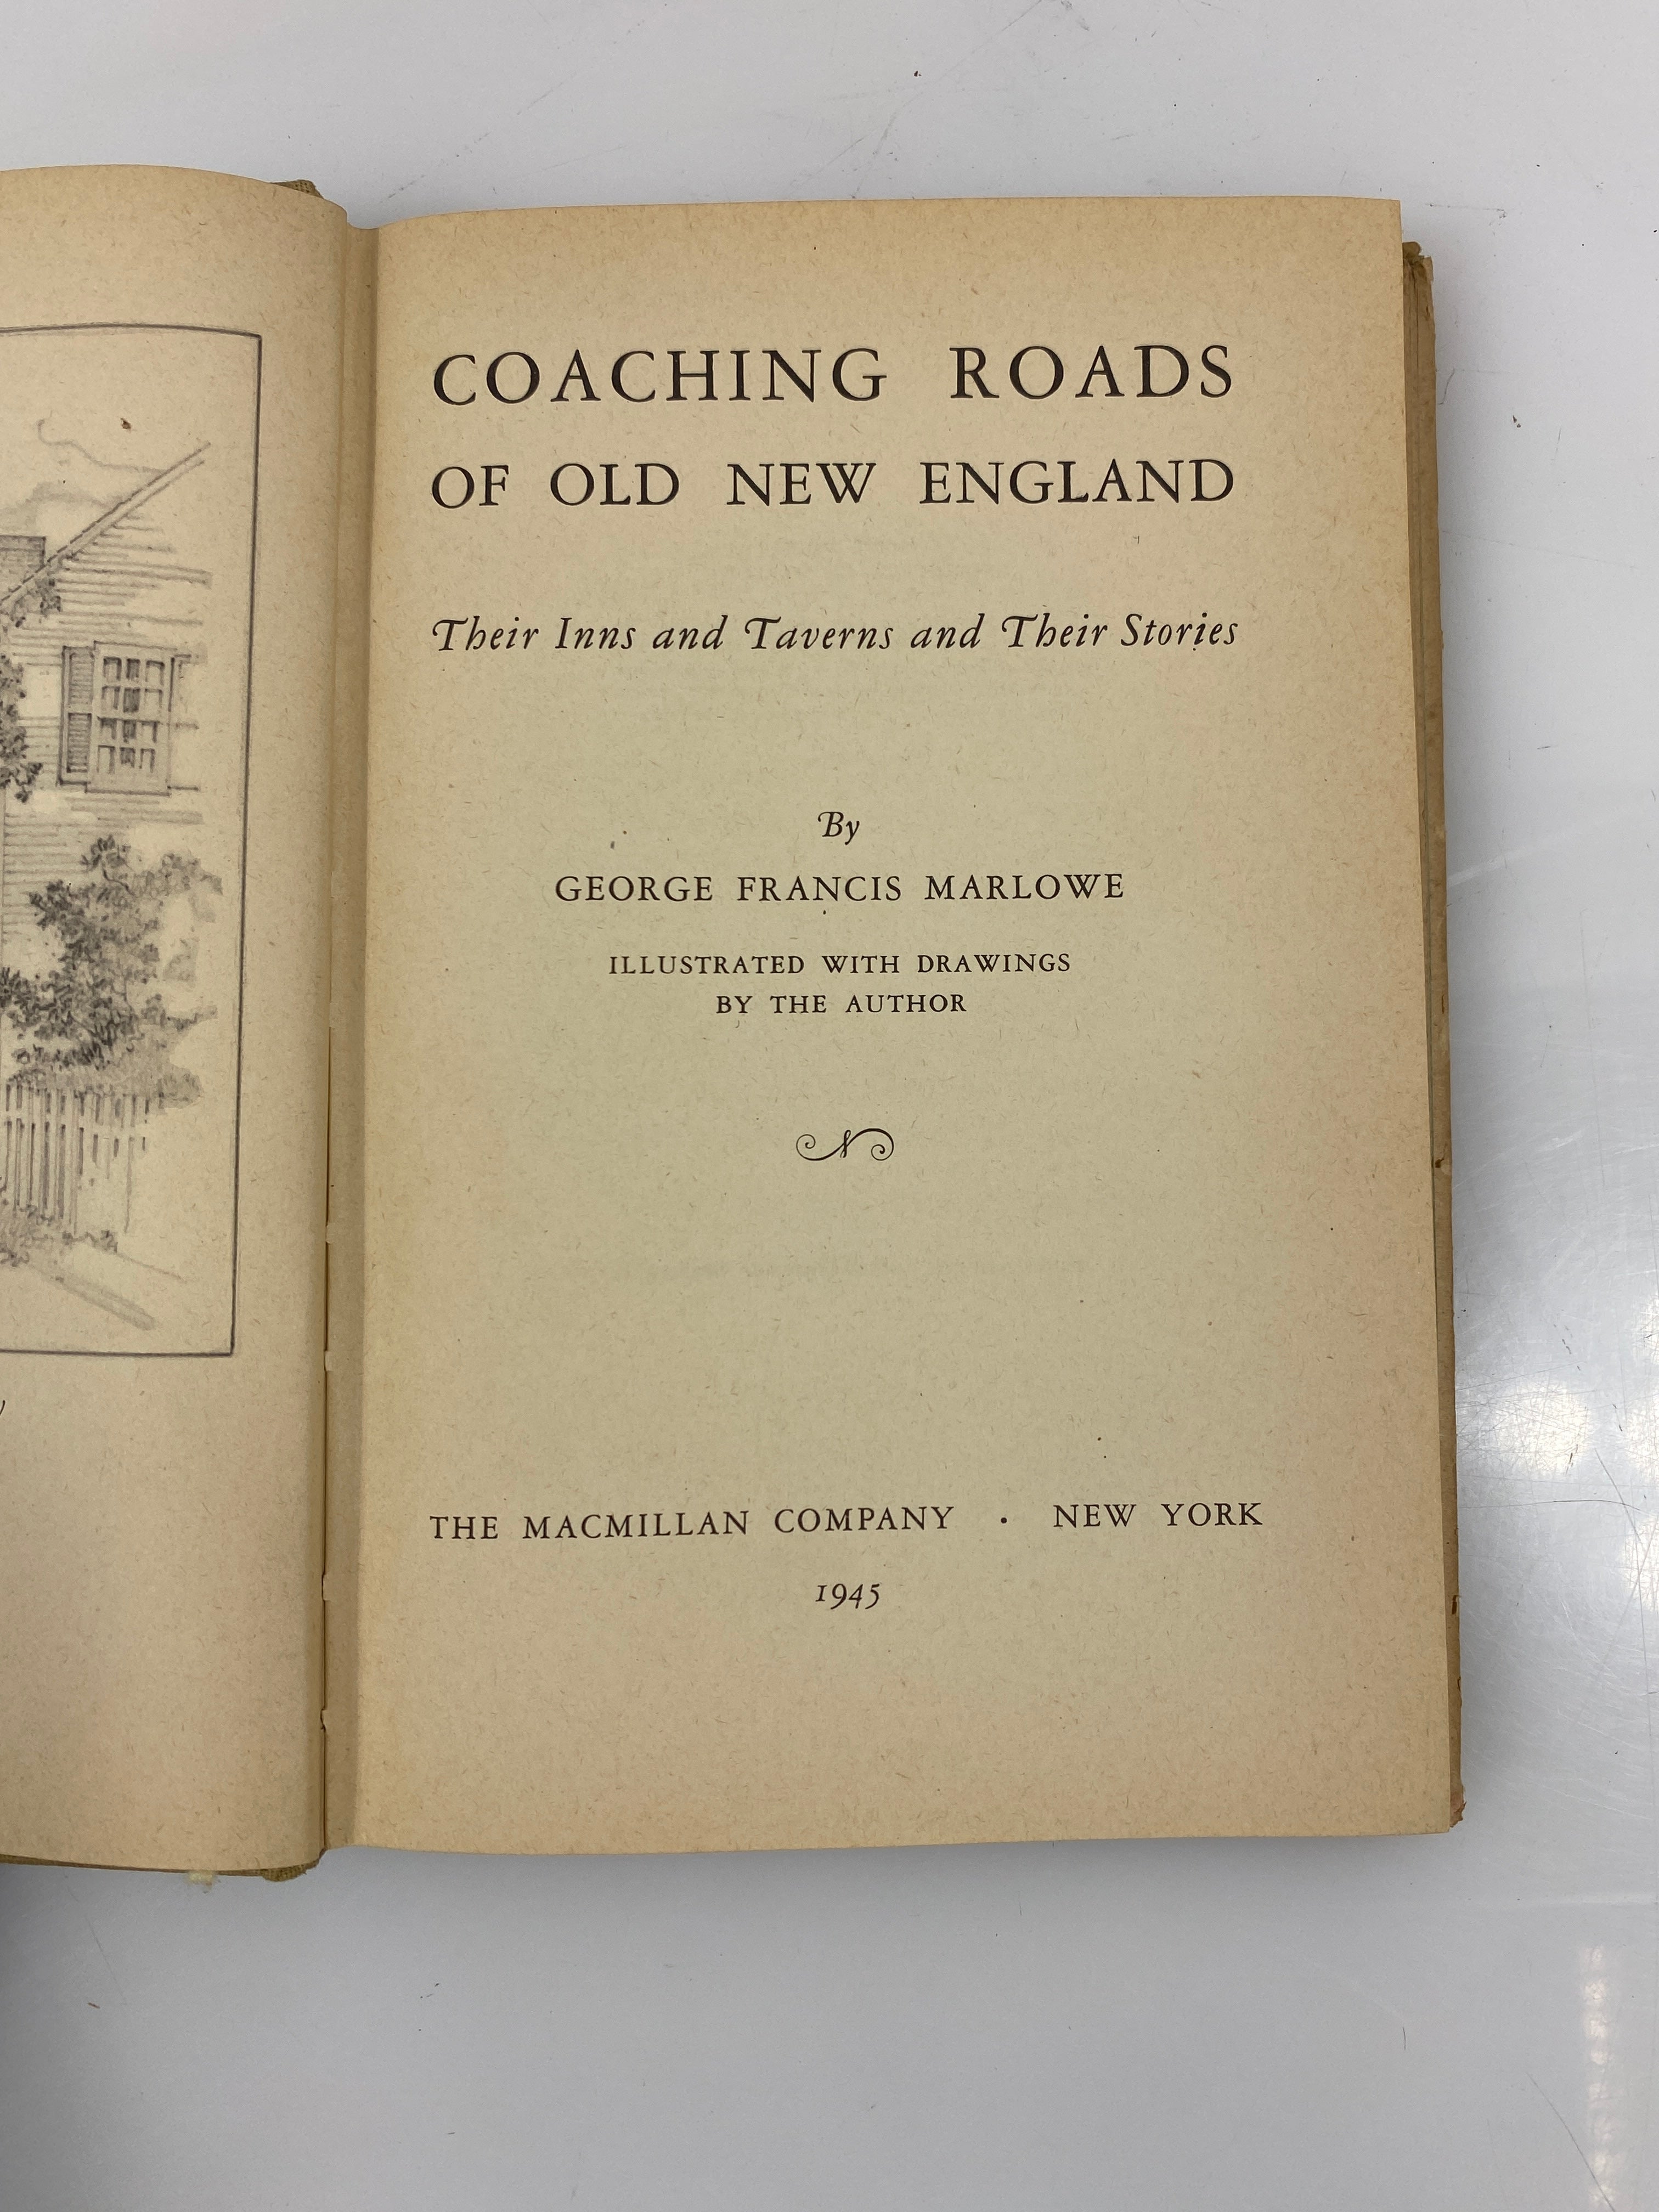 COACHING ROADS
OF OLD NEW ENGLAND
Their Inns and Taverns and Their Stories
By
GEORGE FRANCIS MARLOWE
ILLUSTRATED WITH DRAWINGS
BY THE AUTHOR
THE MACMILLAN COMPANY · NEW YORK
1945